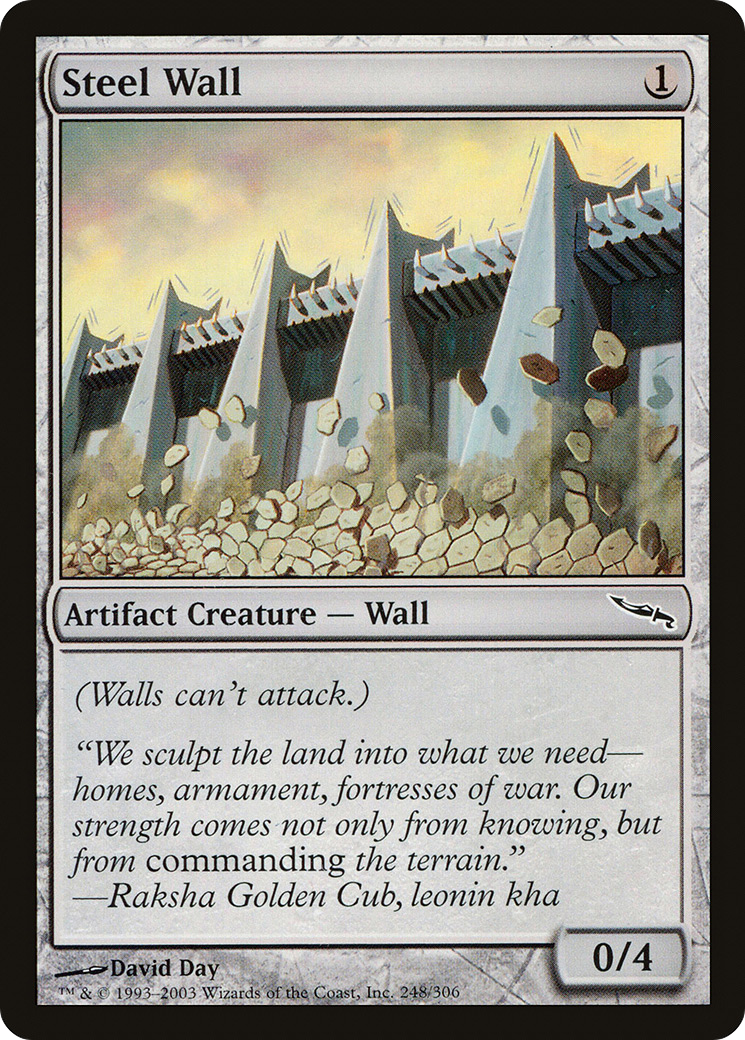 Steel Wall
1
Artifact Creature — Wall
(Walls can't attack.)
“We sculpt the land into what we need—
homes, armament, fortresses of war. Our
strength comes not only from knowing, but
from commanding the terrain.”
—Raksha Golden Cub, leonin kha
0/4
David Day
™ & © 1993–2003 Wizards of the Coast, Inc. 248/306